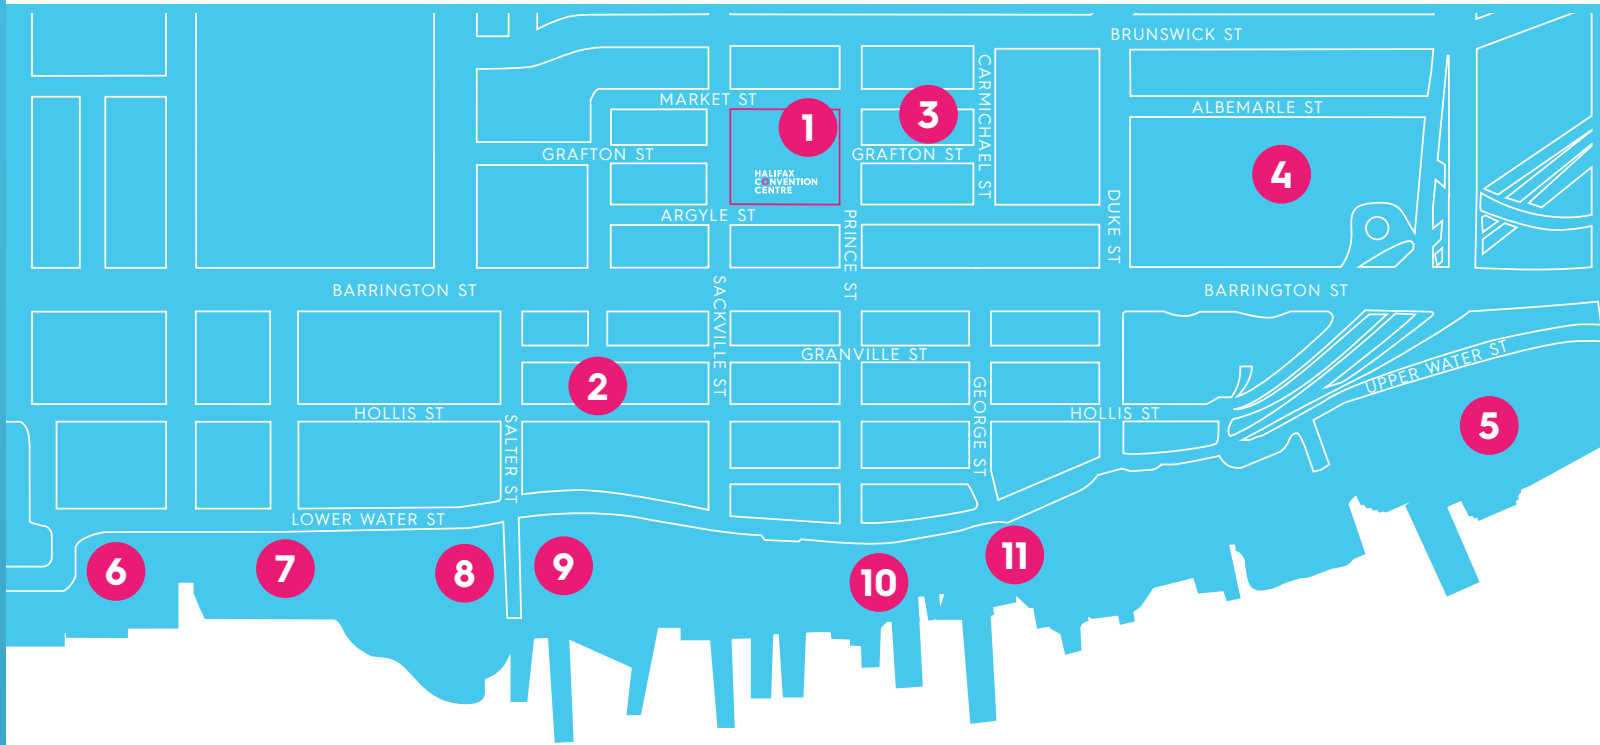 BRUNSWICK ST
CARMICHAEL ST
MARKET ST
ALBEMARLE ST
3
1
GRAFTON ST
GRAFTON ST
4
HALIFAX
CONVENTION
CENTRE
ARGYLE ST
PRINCE ST
DUKE ST
BARRINGTON ST
SACKVILLE ST
BARRINGTON ST
GRANVILLE ST
UPPER WATER ST
2
GEORGE ST
HOLLIS ST
HOLLIS ST
SALTER ST
5
LOWER WATER ST
6
7
8
9
10
11